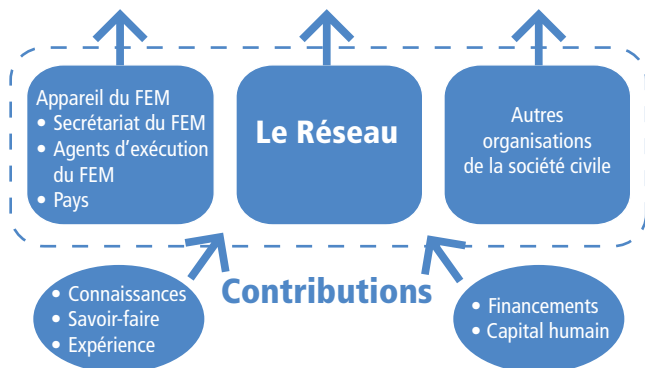 Appareil du FEM
• Secrétariat du FEM
• Agents d’exécution
du FEM
• Pays
Le Réseau
Autres
organisations
de la société civile
Contributions
• Connaissances
• Savoir-faire
• Expérience
• Financements
• Capital humain